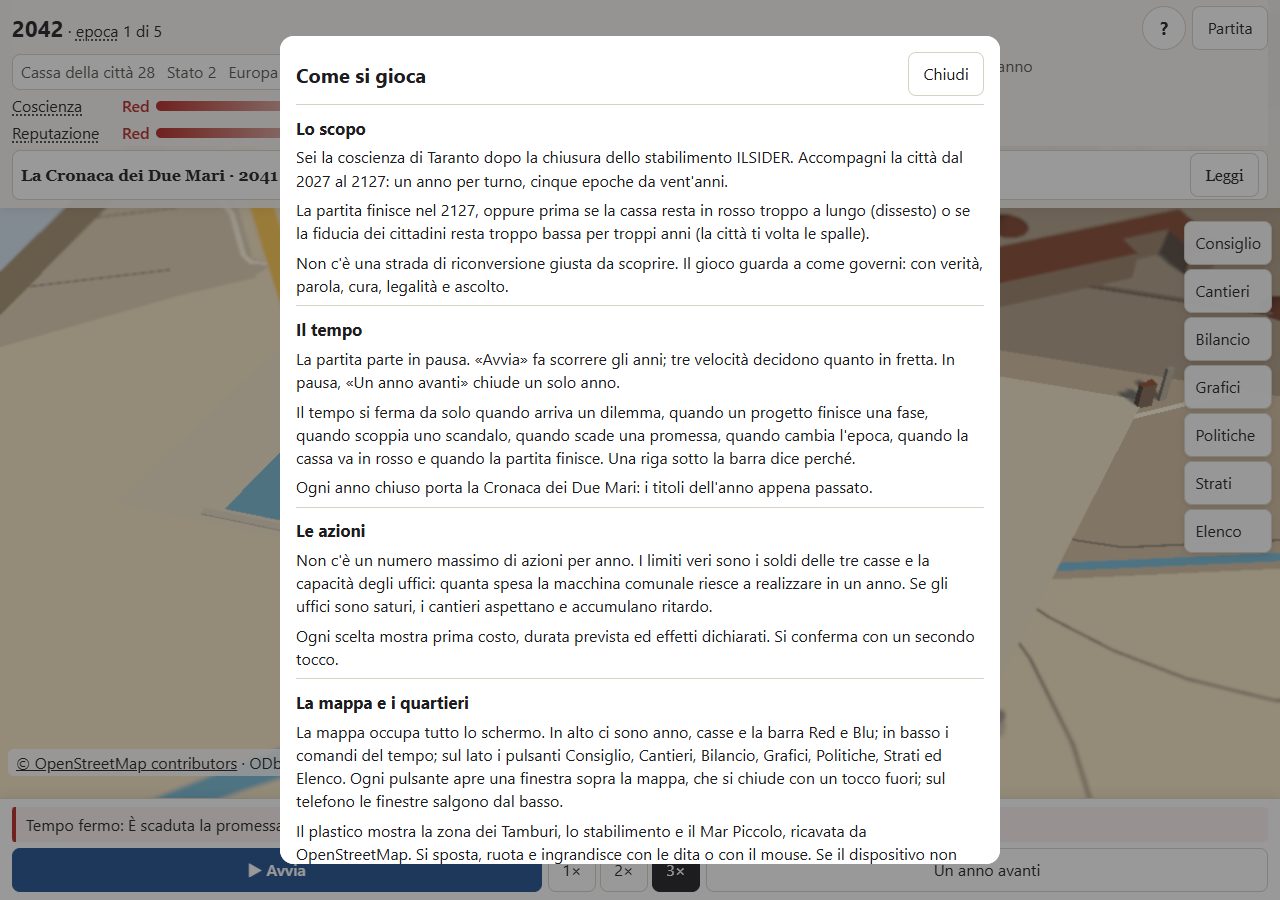 2042 · epoca 1 di 5
?
Partita
Cassa della città 28 Stato 2 Europa
anno
Coscienza Red
Reputazione Red
La Cronaca dei Due Mari · 2041
Leggi
Come si gioca
Chiudi
Lo scopo
Sei la coscienza di Taranto dopo la chiusura dello stabilimento ILSIDER. Accompagni la città dal
2027 al 2127: un anno per turno, cinque epoche da vent'anni.
La partita finisce nel 2127, oppure prima se la cassa resta in rosso troppo a lungo (dissesto) o se
la fiducia dei cittadini resta troppo bassa per troppi anni (la città ti volta le spalle).
Non c'è una strada di riconversione giusta da scoprire. Il gioco guarda a come governi: con verità,
parola, cura, legalità e ascolto.
Il tempo
La partita parte in pausa. «Avvia» fa scorrere gli anni; tre velocità decidono quanto in fretta. In
pausa, «Un anno avanti» chiude un solo anno.
Il tempo si ferma da solo quando arriva un dilemma, quando un progetto finisce una fase,
quando scoppia uno scandalo, quando scade una promessa, quando cambia l'epoca, quando la
cassa va in rosso e quando la partita finisce. Una riga sotto la barra dice perché.
Ogni anno chiuso porta la Cronaca dei Due Mari: i titoli dell'anno appena passato.
Le azioni
Non c'è un numero massimo di azioni per anno. I limiti veri sono i soldi delle tre casse e la
capacità degli uffici: quanta spesa la macchina comunale riesce a realizzare in un anno. Se gli
uffici sono saturi, i cantieri aspettano e accumulano ritardo.
Ogni scelta mostra prima costo, durata prevista ed effetti dichiarati. Si conferma con un secondo
tocco.
La mappa e i quartieri
La mappa occupa tutto lo schermo. In alto ci sono anno, casse e la barra Red e Blu; in basso i
comandi del tempo; sul lato i pulsanti Consiglio, Cantieri, Bilancio, Grafici, Politiche, Strati ed
Elenco. Ogni pulsante apre una finestra sopra la mappa, che si chiude con un tocco fuori; sul
telefono le finestre salgono dal basso.
Il plastico mostra la zona dei Tamburi, lo stabilimento e il Mar Piccolo, ricavata da
OpenStreetMap. Si sposta, ruota e ingrandisce con le dita o con il mouse. Se il dispositivo non
Consiglio
Cantieri
Bilancio
Grafici
Politiche
Strati
Elenco
© OpenStreetMap contributors · ODb
Tempo fermo: È scaduta la promessa
▶ Avvia
1×
2×
3×
Un anno avanti